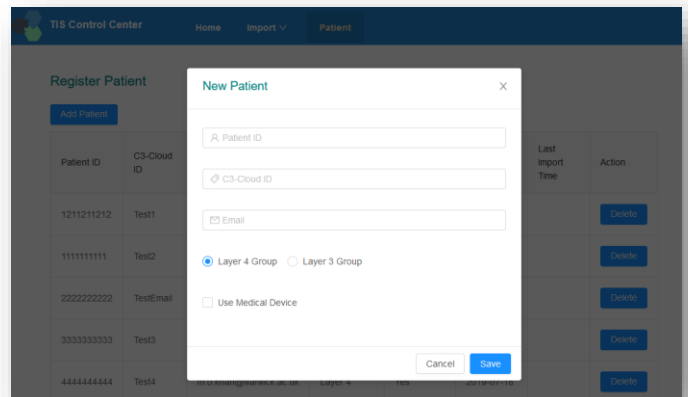 TIS Control Center
Home
Import
Patient
Register Patient
Add Patient
New Patient
Patient ID
C3-Cloud ID
Email
Layer 4 Group
Layer 3 Group
Use Medical Device
Cancel
Save
Patient ID
C3-Cloud
ID
Last
Import
Time
Action
1211211212
Test1
Delete
1111111111
Test2
Delete
2222222222
TestEmail
Delete
3333333333
Test3
Delete
4444444444
Test4
Layer 4
Yes
2019-07-16
Delete